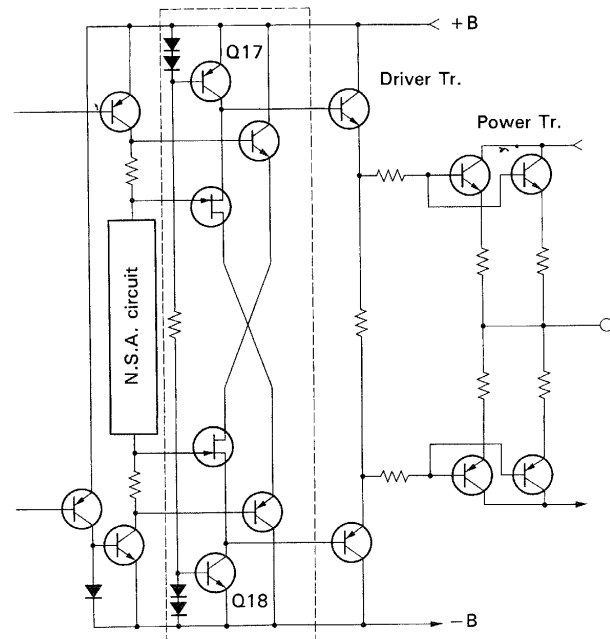 +B
Q17
Driver Tr.
Power Tr.
N.S.A. circuit
Q18
−B